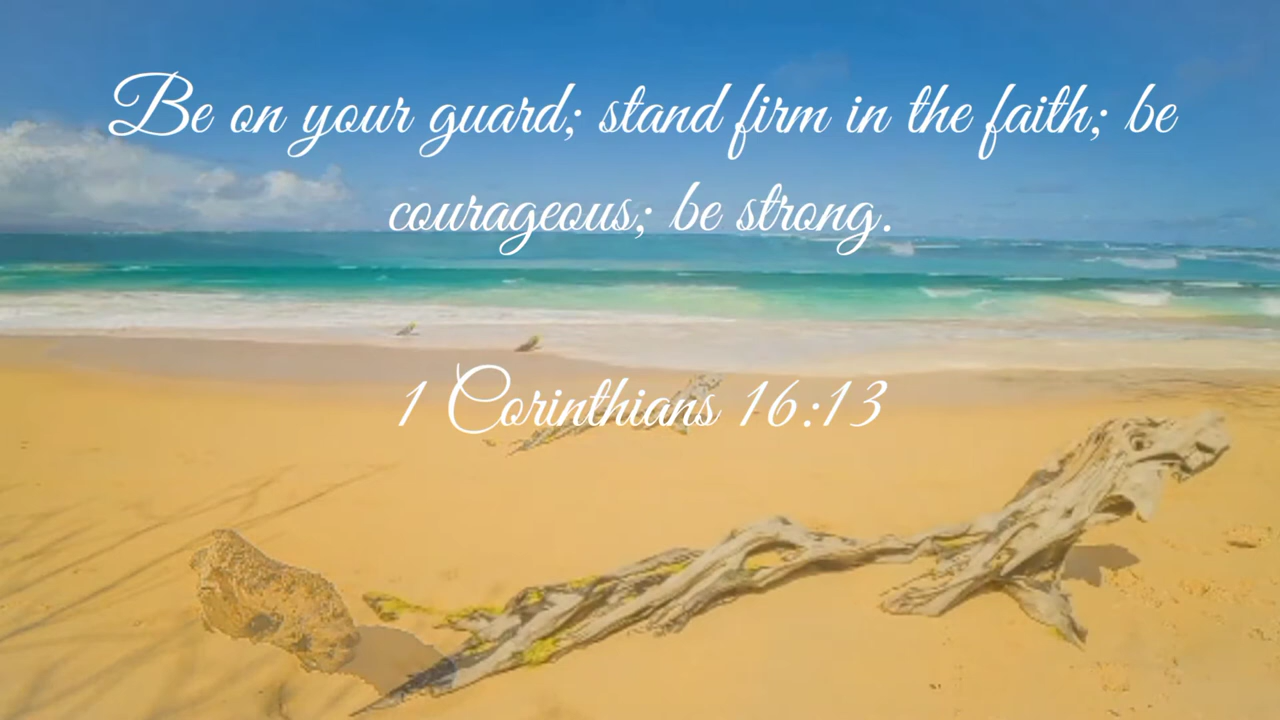 Be on your guard; stand firm in the faith; be
courageous; be strong.
1 Corinthians 16:13